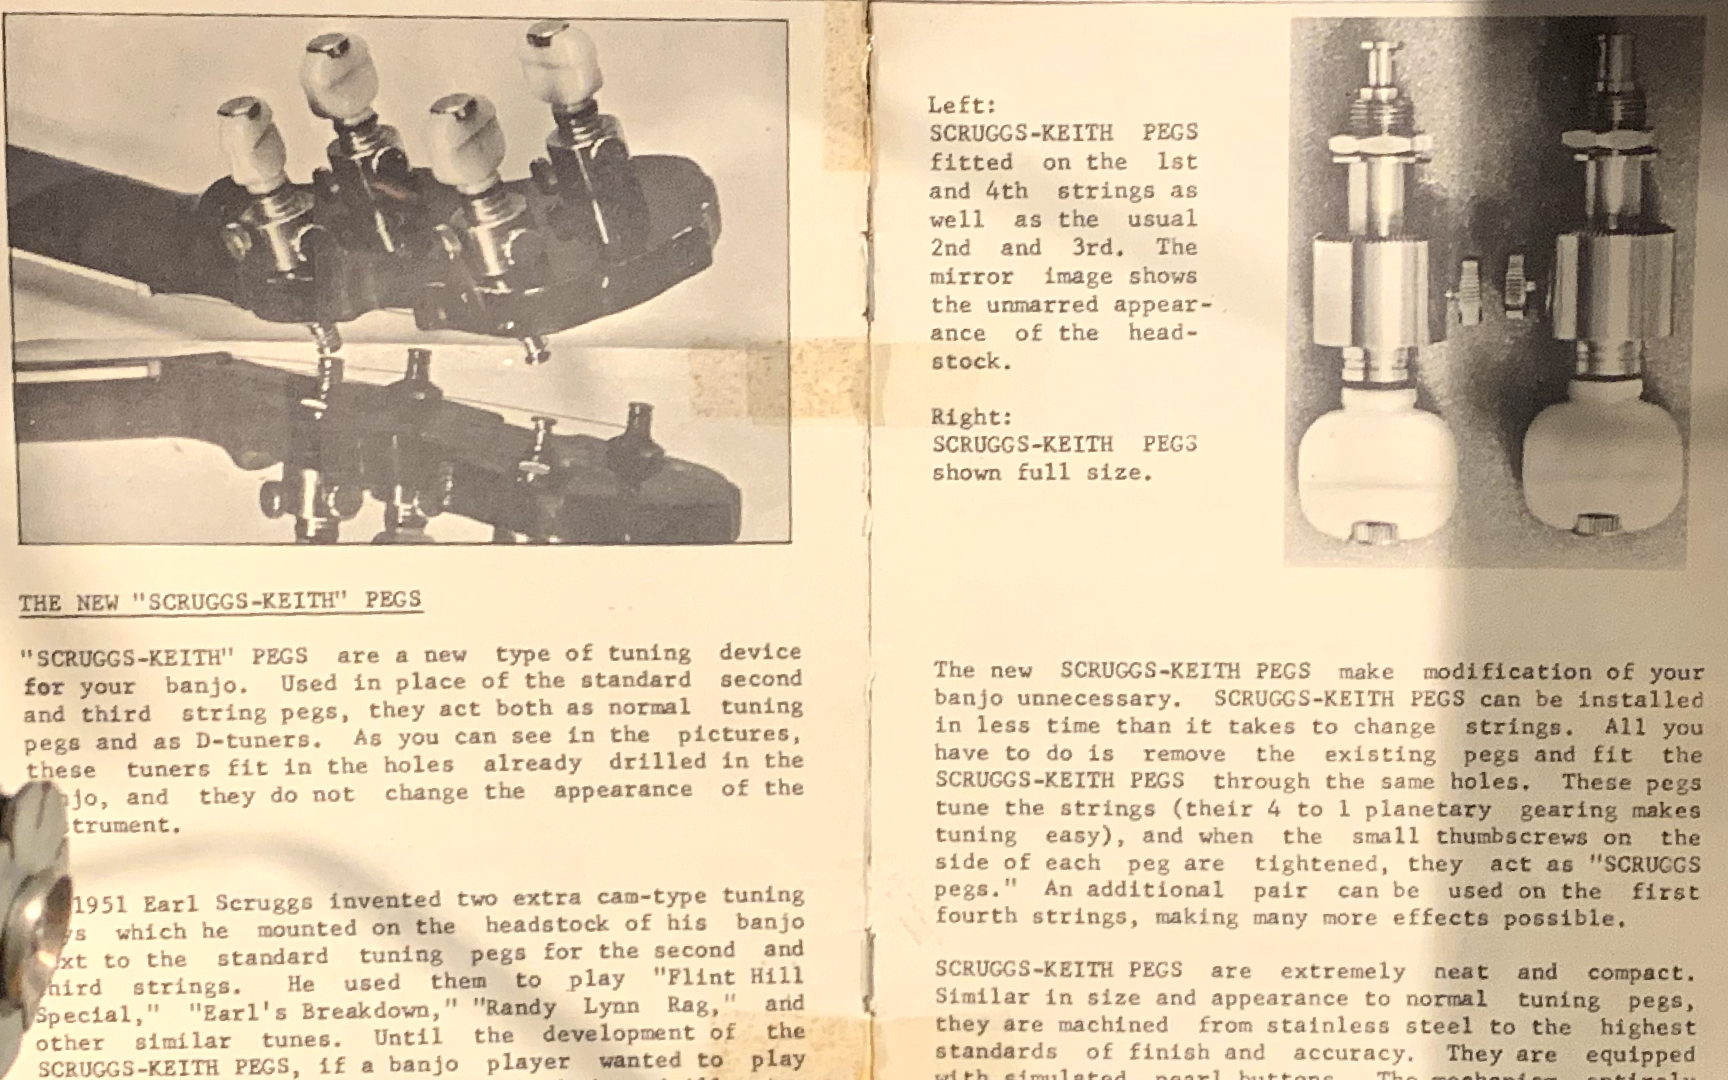 Left:
SCRUGGS-KEITH PEGS
fitted on the 1st
and 4th strings as
well as the usual
2nd and 3rd. The
mirror image shows
the unmarred appear-
ance of the head-
stock.
Right:
SCRUGGS-KEITH PEGS
shown full size.
THE NEW "SCRUGGS-KEITH" PEGS
"SCRUGGS-KEITH" PEGS are a new type of tuning device
for your banjo. Used in place of the standard second
and third string pegs, they act both as normal tuning
pegs and as D-tuners. As you can see in the pictures,
these tuners fit in the holes already drilled in the
jo, and they do not change the appearance of the
trument.
1951 Earl Scruggs invented two extra cam-type tuning
s which he mounted on the headstock of his banjo
xt to the standard tuning pegs for the second and
hird strings. He used them to play "Flint Hill
Special," "Earl's Breakdown," "Randy Lynn Rag," and
other similar tunes. Until the development of the
SCRUGGS-KEITH PEGS, if a banjo player wanted to play
The new SCRUGGS-KEITH PEGS make modification of your
banjo unnecessary. SCRUGGS-KEITH PEGS can be installed
in less time than it takes to change strings. All you
have to do is remove the existing pegs and fit the
SCRUGGS-KEITH PEGS through the same holes. These pegs
tune the strings (their 4 to 1 planetary gearing makes
tuning easy), and when the small thumbscrews on the
side of each peg are tightened, they act as "SCRUGGS
pegs." An additional pair can be used on the first
fourth strings, making many more effects possible.
SCRUGGS-KEITH PEGS are extremely neat and compact.
Similar in size and appearance to normal tuning pegs,
they are machined from stainless steel to the highest
standards of finish and accuracy. They are equipped
with simulated pearl buttons. The mechanism entirely